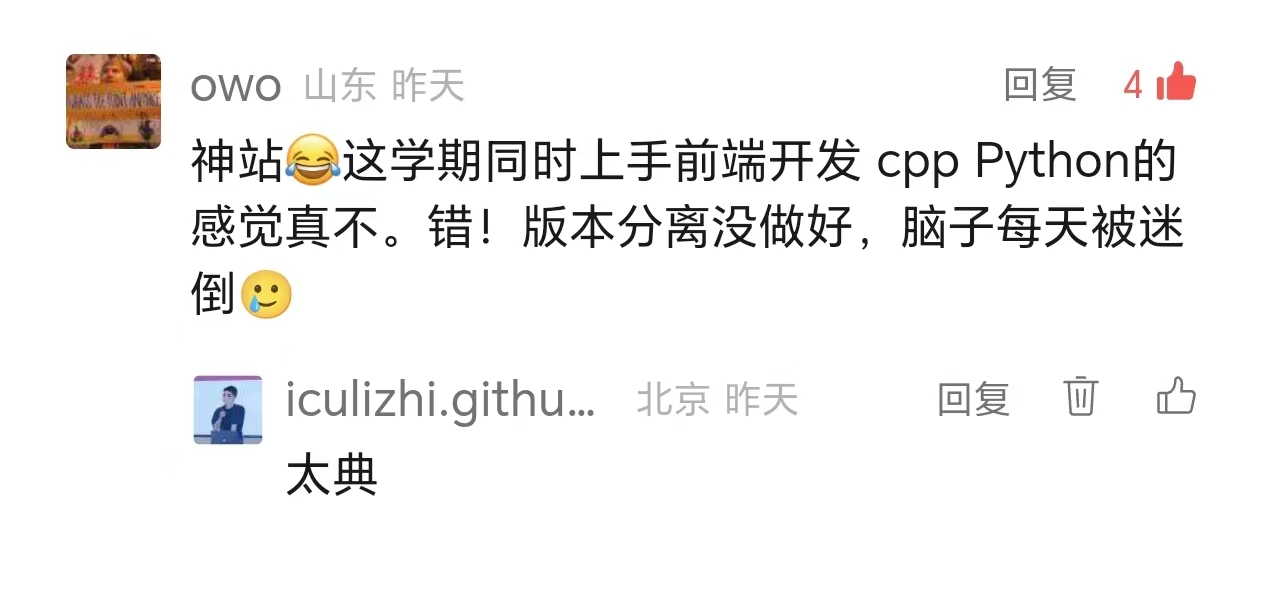 owo 山东 昨天 回复 4
神站😂这学期同时上手前端开发 cpp Python的
感觉真不。错！版本分离没做好，脑子每天被迷
倒🥲
iculizhi.githu... 北京 昨天 回复
太典